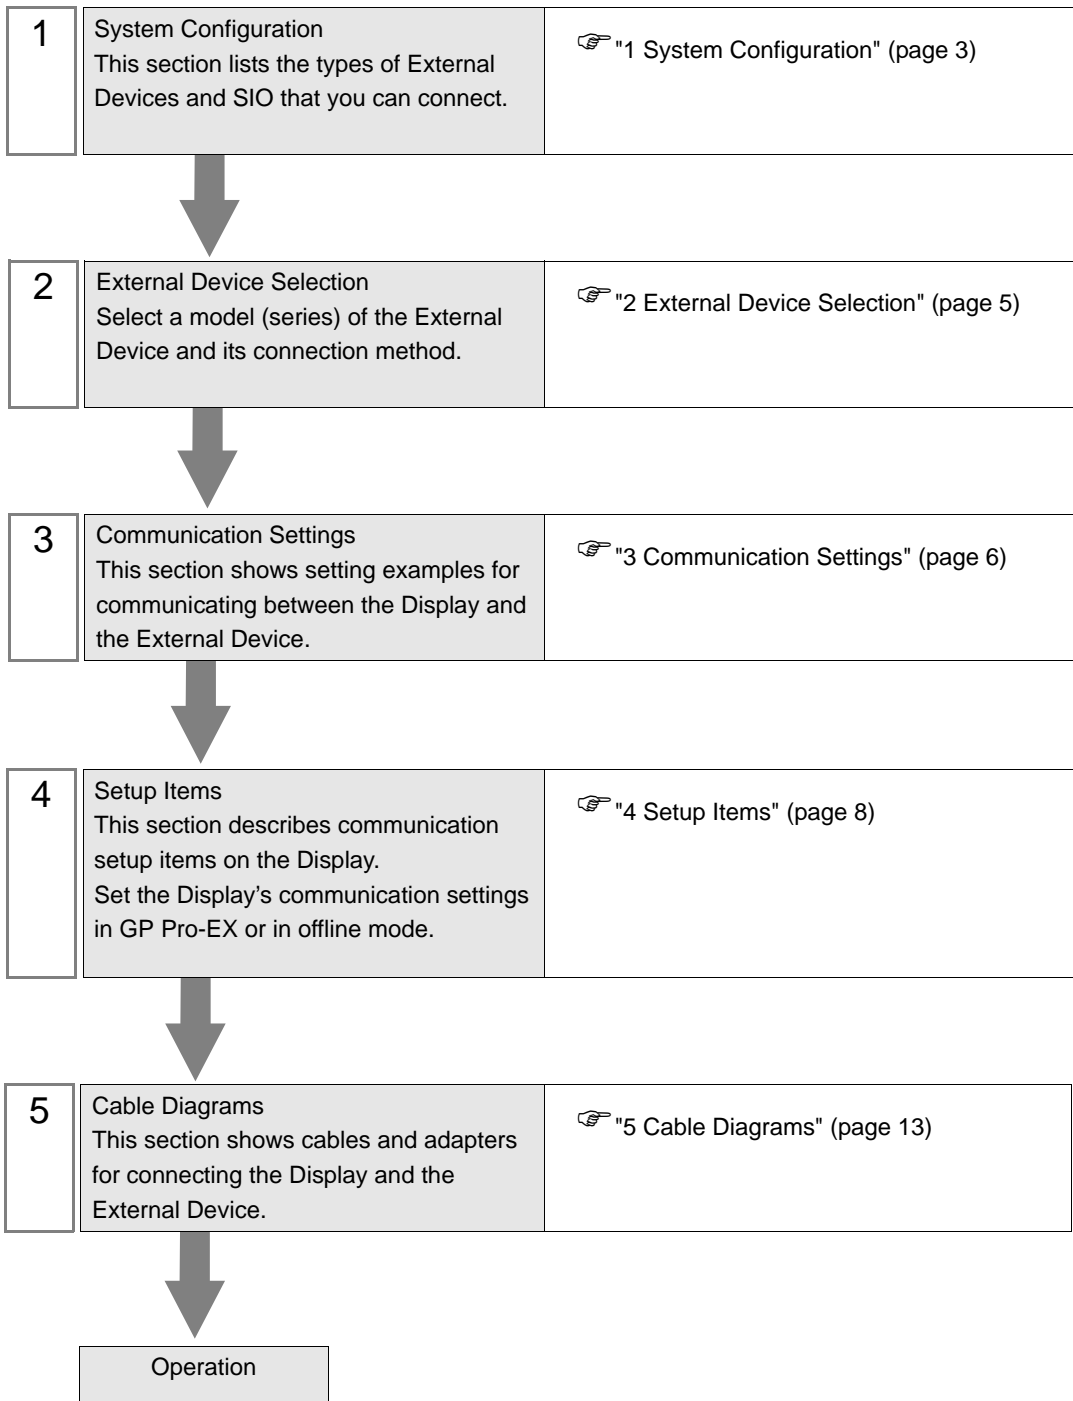 1
System Configuration
This section lists the types of External
Devices and SIO that you can connect.
"1 System Configuration" (page 3)
2
External Device Selection
Select a model (series) of the External
Device and its connection method.
"2 External Device Selection" (page 5)
3
Communication Settings
This section shows setting examples for
communicating between the Display and
the External Device.
"3 Communication Settings" (page 6)
4
Setup Items
This section describes communication
setup items on the Display.
Set the Display’s communication settings
in GP Pro-EX or in offline mode.
"4 Setup Items" (page 8)
5
Cable Diagrams
This section shows cables and adapters
for connecting the Display and the
External Device.
"5 Cable Diagrams" (page 13)
Operation